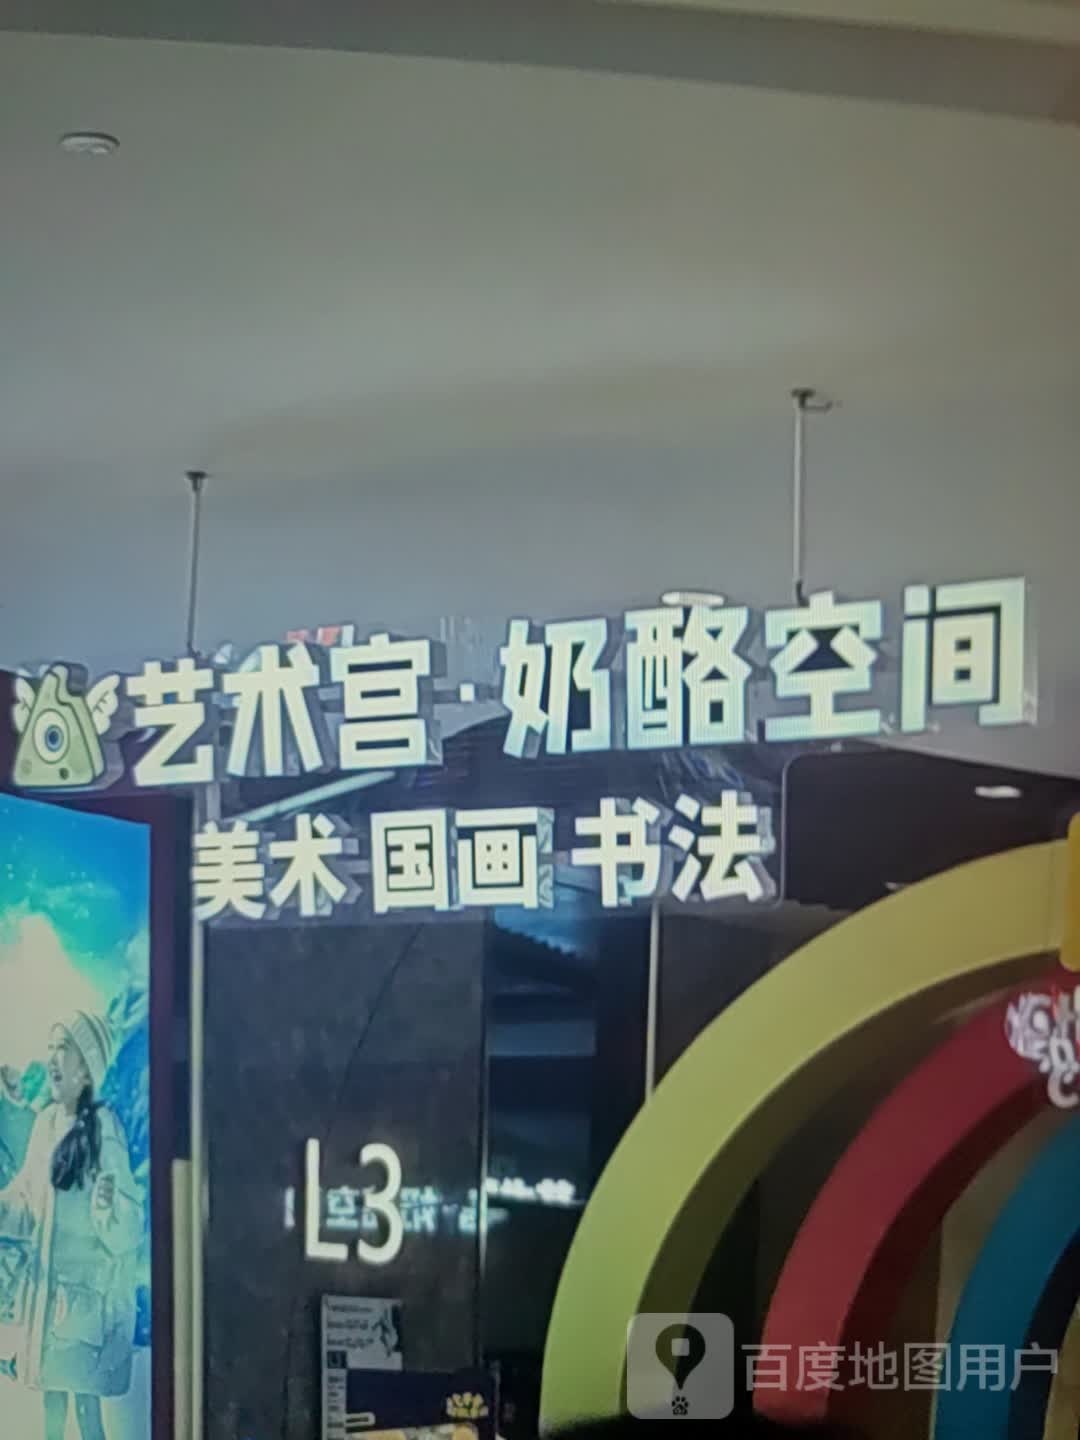 艺术宫·奶酪空间
美术 国画 书法
L3
百度地图用户